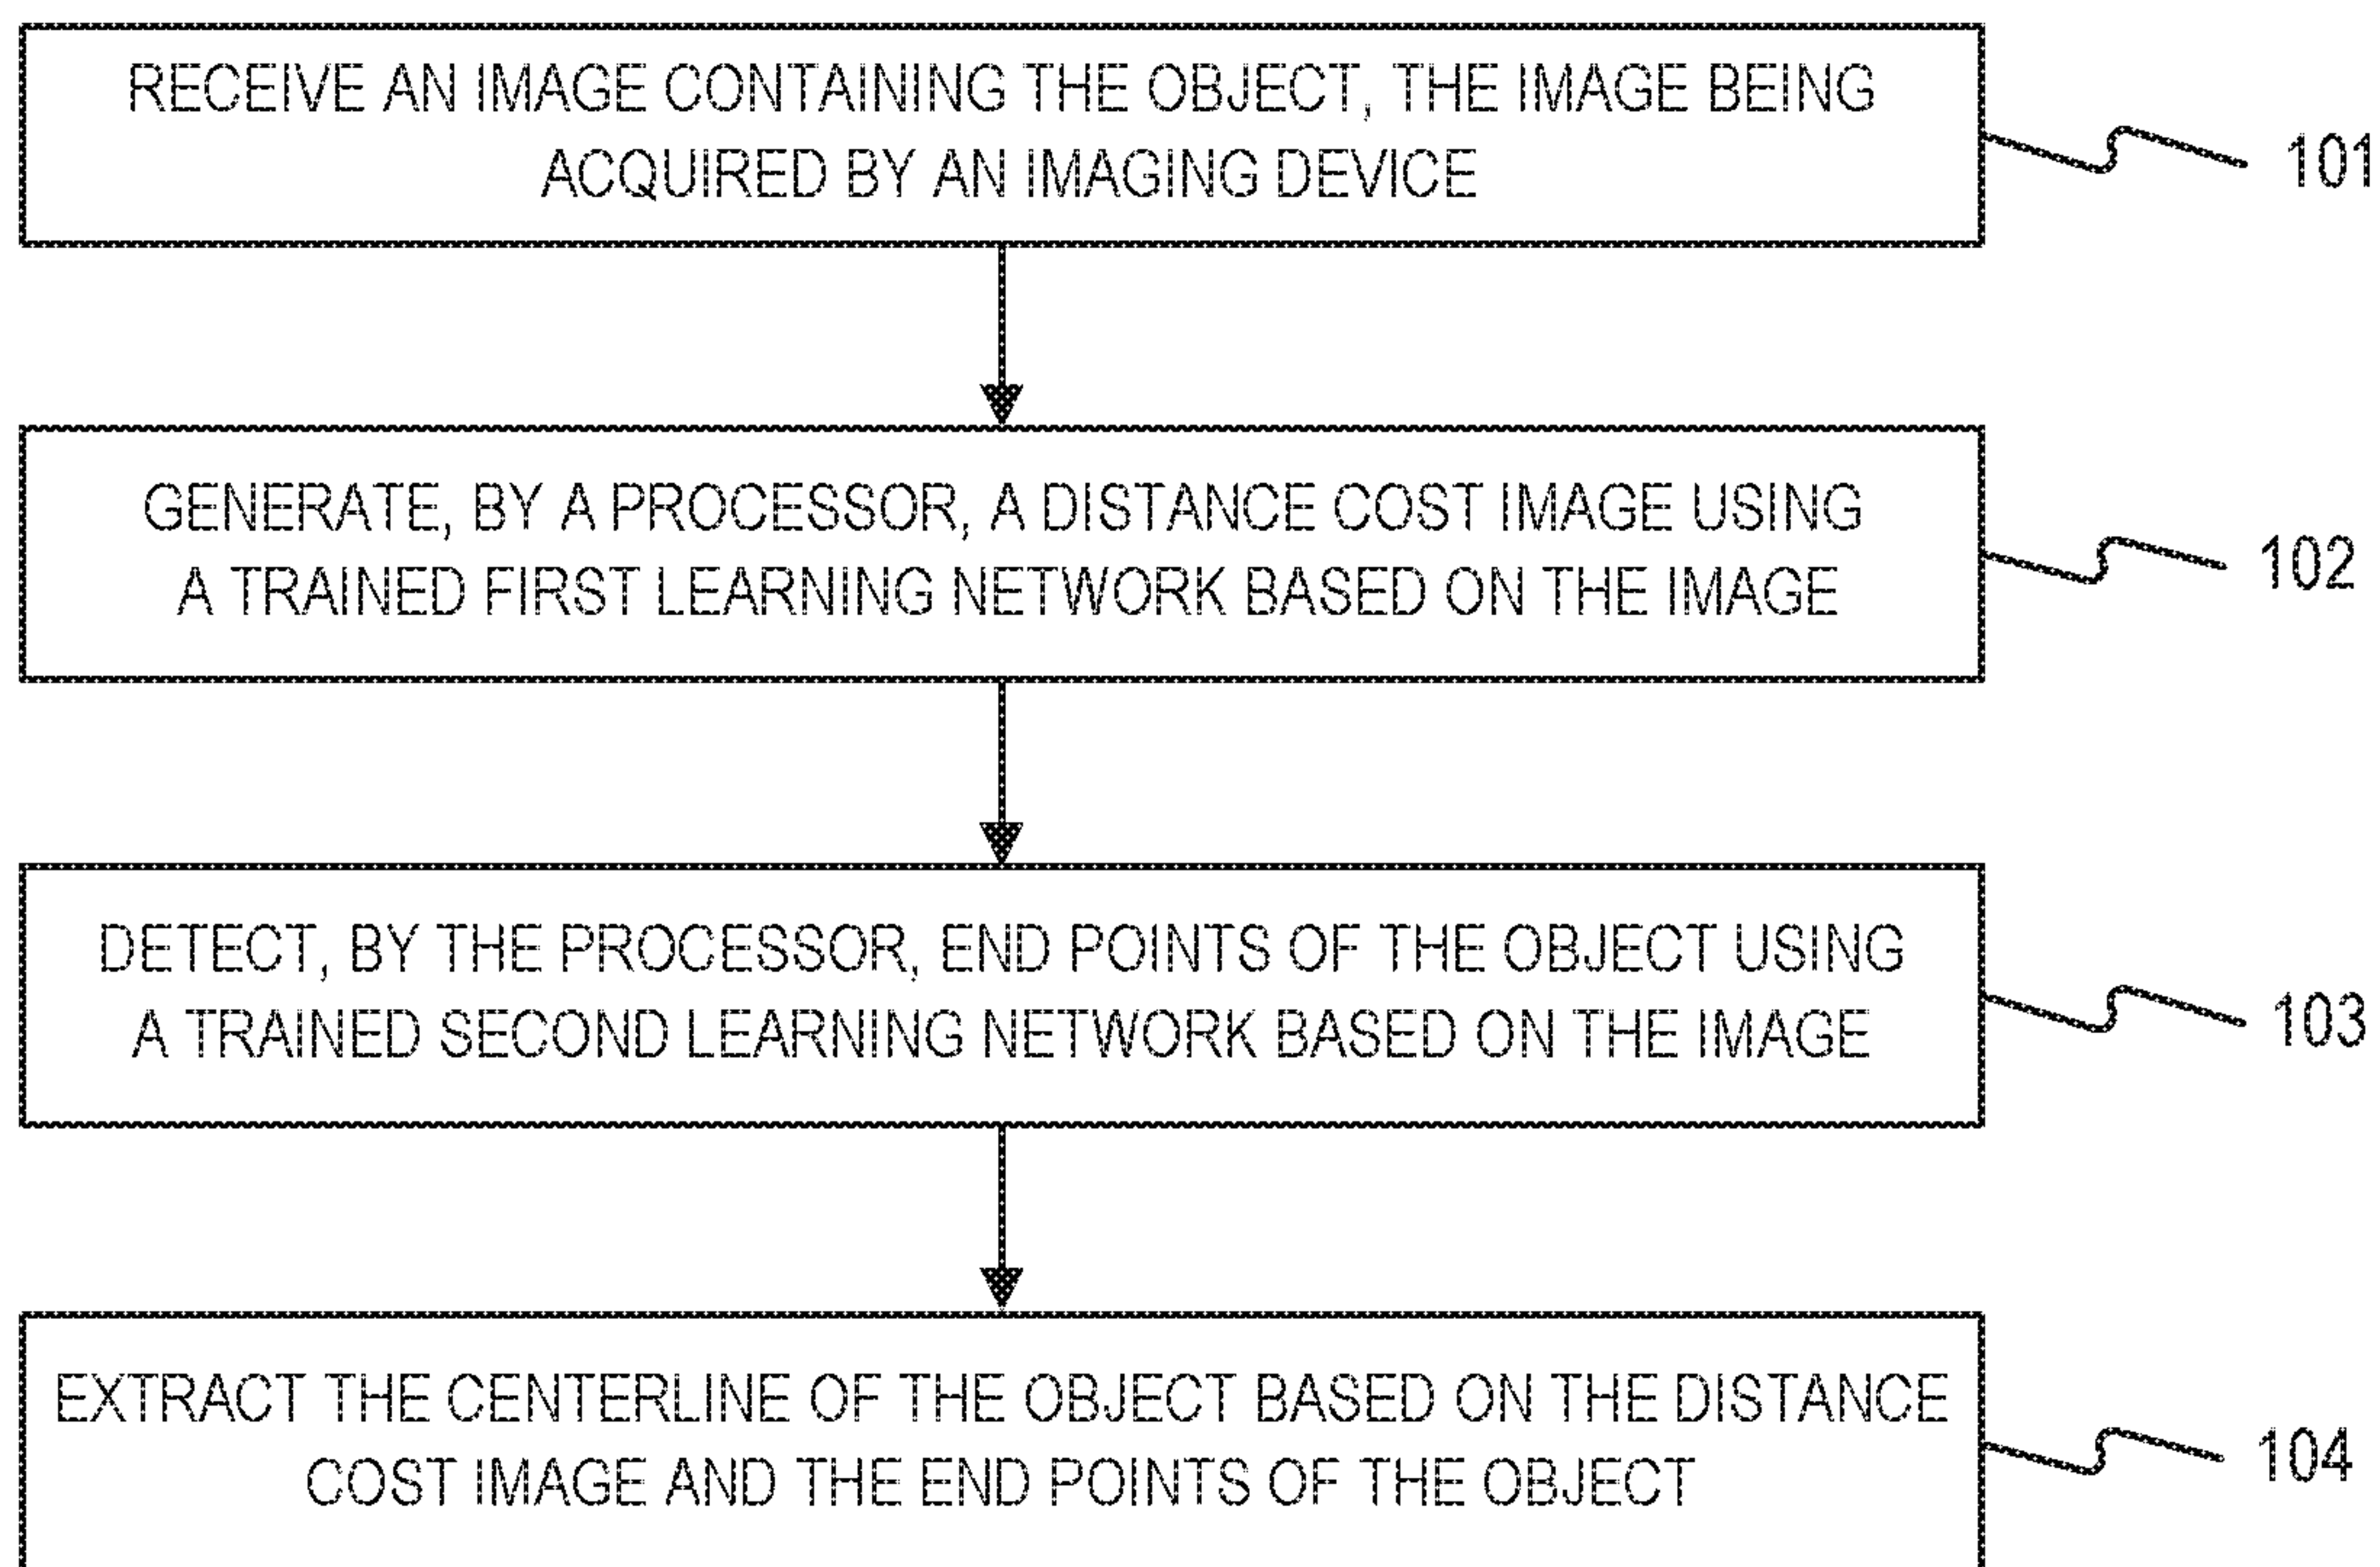 RECEIVE AN IMAGE CONTAINING THE OBJECT, THE IMAGE BEING
ACQUIRED BY AN IMAGING DEVICE
101
GENERATE, BY A PROCESSOR, A DISTANCE COST IMAGE USING
A TRAINED FIRST LEARNING NETWORK BASED ON THE IMAGE
102
DETECT, BY THE PROCESSOR, END POINTS OF THE OBJECT USING
A TRAINED SECOND LEARNING NETWORK BASED ON THE IMAGE
103
EXTRACT THE CENTERLINE OF THE OBJECT BASED ON THE DISTANCE
COST IMAGE AND THE END POINTS OF THE OBJECT
104